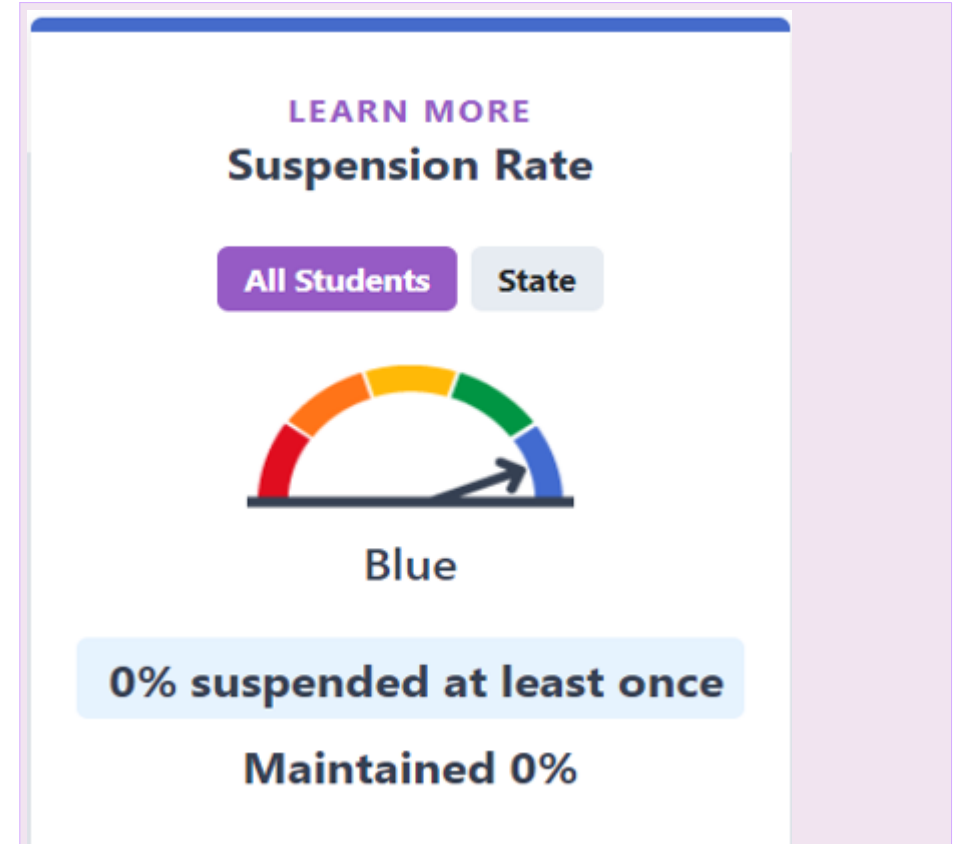 LEARN MORE
Suspension Rate
All Students State
Blue
0% suspended at least once
Maintained 0%